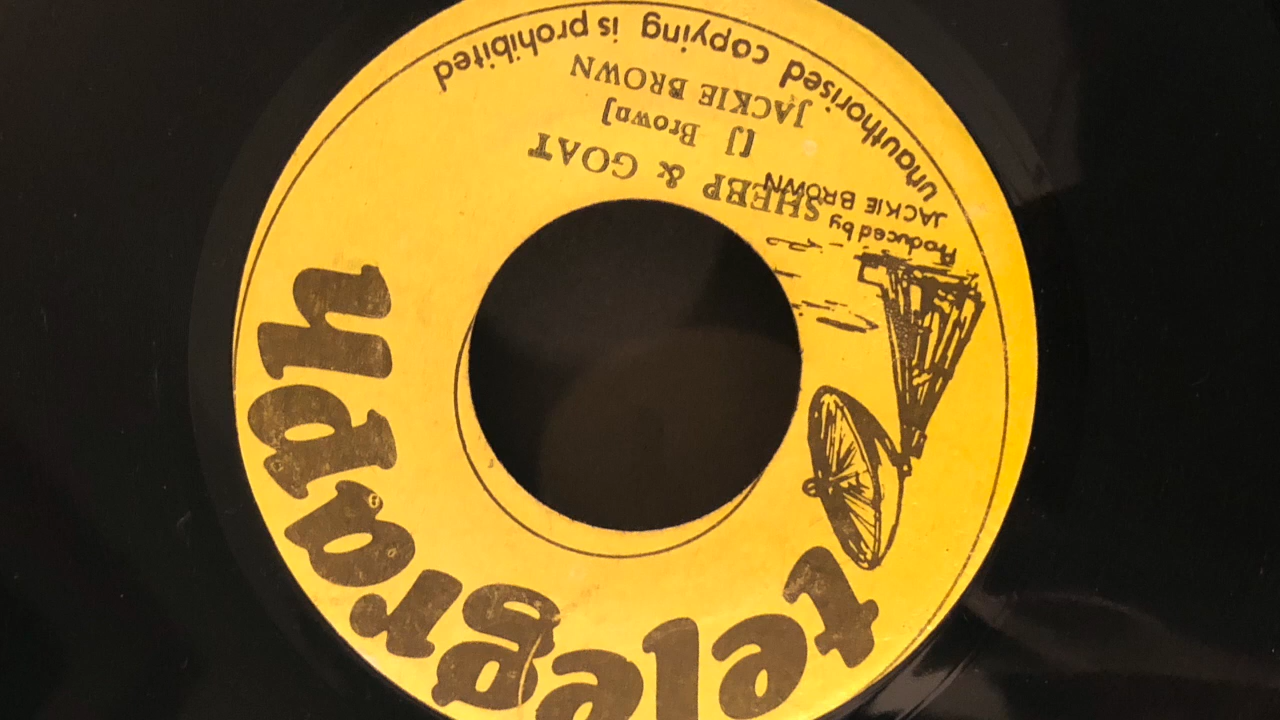 telegraph
Produced by
JACKIE BROWN
SHEEP & GOAT
[J Brown]
JACKIE BROWN
unauthorised copying is prohibited